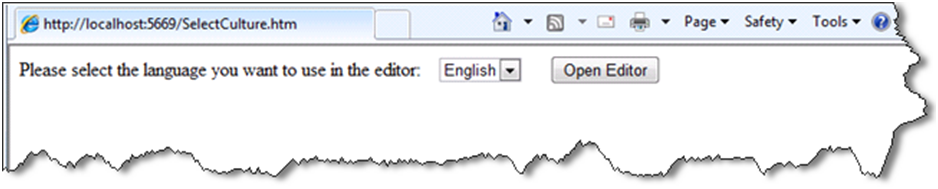 http://localhost:5669/SelectCulture.htm Page Safety Tools ?
Please select the language you want to use in the editor: English Open Editor